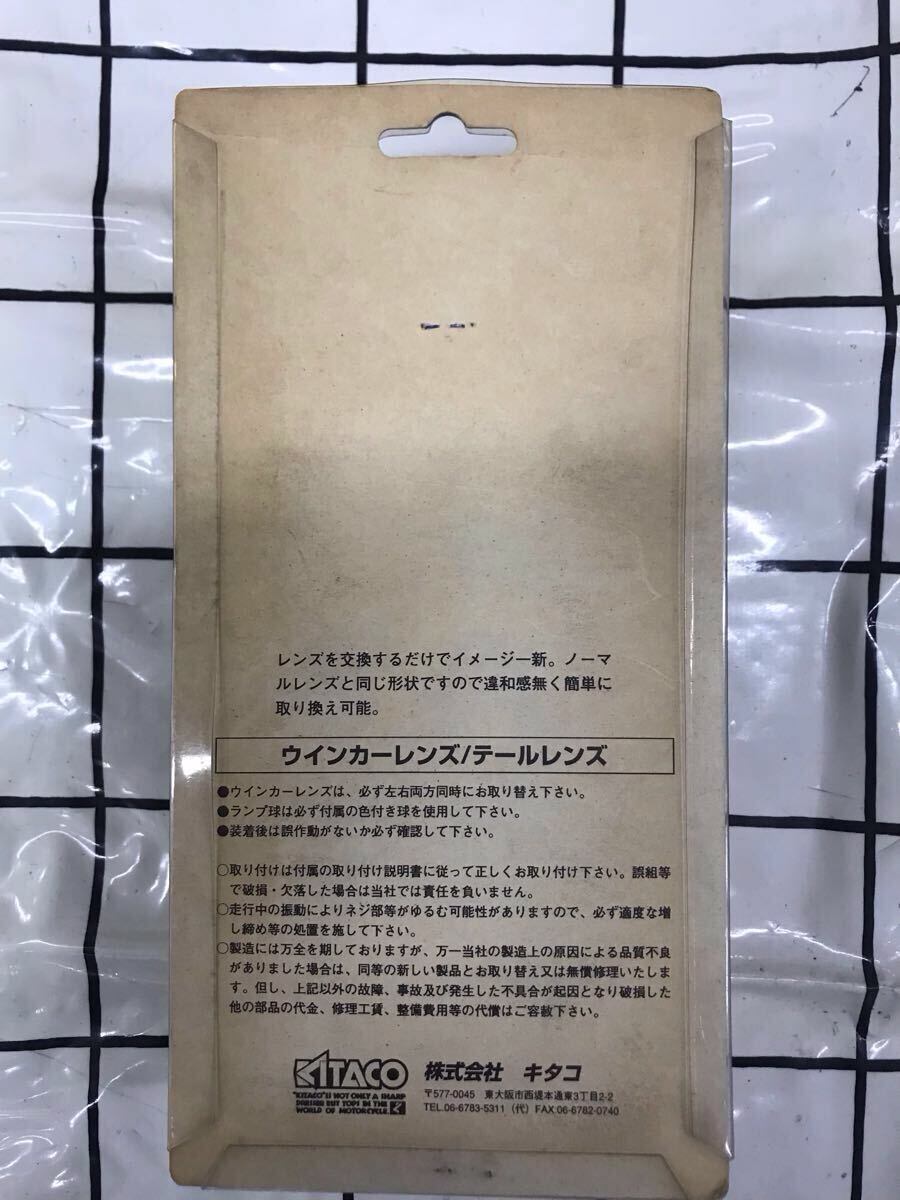 レンズを交換するだけでイメージ一新。ノーマ
ルレンズと同じ形状ですので違和感無く簡単に
取り換え可能。
ウインカーレンズ/テールレンズ
●ウインカーレンズは、必ず左右両方同時にお取り替え下さい。
●ランプ球は必ず付属の色付き球を使用して下さい。
●装着後は誤作動がないか必ず確認して下さい。
○取り付けは付属の取り付け説明書に従って正しくお取り付け下さい。誤組等
で破損・欠落した場合は当社では責任を負いません。
○走行中の振動によりネジ部等がゆるむ可能性がありますので、必ず適度な増
し締め等の処置を施して下さい。
○製造には万全を期しておりますが、万一当社の製造上の原因による品質不良
がありました場合は、同等の新しい製品とお取り替え又は無償修理いたしま
す。但し、上記以外の故障、事故及び発生した不具合が起因となり破損した
他の部品の代金、修理工賃、整備費用等の代償はご容赦下さい。
KITACO 株式会社 キタコ
"KITACO" IS NOT ONLY A SHARP
DRESSER BUT TOPS IN THE
WORLD OF MOTORCYCLE.
〒577-0045 東大阪市西堤本通東3丁目2-2
TEL.06-6783-5311（代）FAX.06-6782-0740